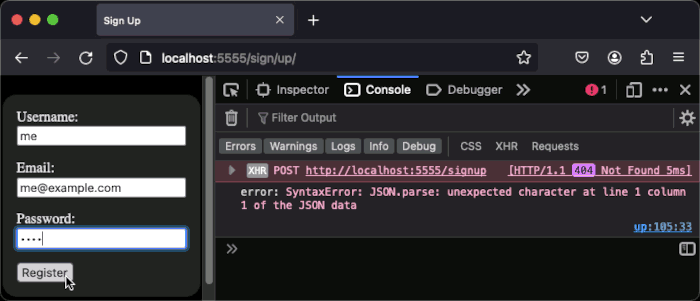 Sign Up
localhost:5555/sign/up/
Inspector Console Debugger 1
Filter Output
Errors Warnings Logs Info Debug CSS XHR Requests
XHR POST http://localhost:5555/signup [HTTP/1.1 404 Not Found 5ms]
error: SyntaxError: JSON.parse: unexpected character at line 1 column
1 of the JSON data
up:105:33
Username:
me
Email:
me@example.com
Password:
••••
Register